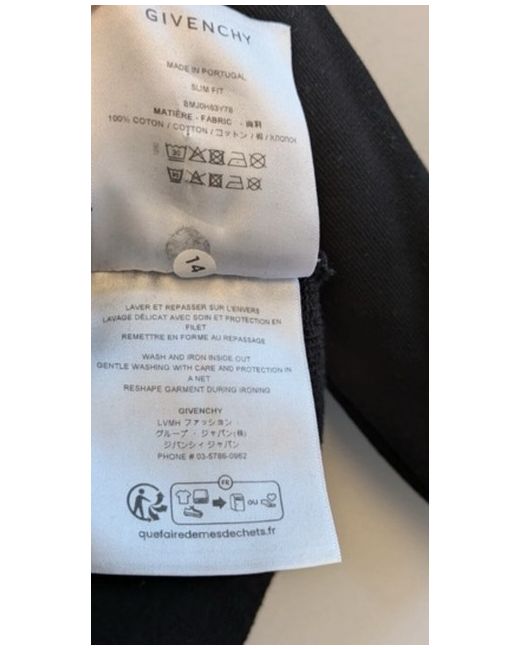 GIVENCHY
MADE IN PORTUGAL
SLIM FIT
BMJ0H63Y78
MATIÈRE - FABRIC - 面料
100% COTON / COTTON / コットン / 棉 / ХЛОПОК
14
LAVER ET REPASSER SUR L'ENVERS
LAVAGE DÉLICAT AVEC SOIN ET PROTECTION EN
FILET
REMETTRE EN FORME AU REPASSAGE
WASH AND IRON INSIDE OUT
GENTLE WASHING WITH CARE AND PROTECTION IN
A NET
RESHAPE GARMENT DURING IRONING
GIVENCHY
LVMH ファッション
グループ・ジャパン(株)
ジバンシィ ジャパン
PHONE # 03-5786-0962
FR
OU
quefairedemesdechets.fr